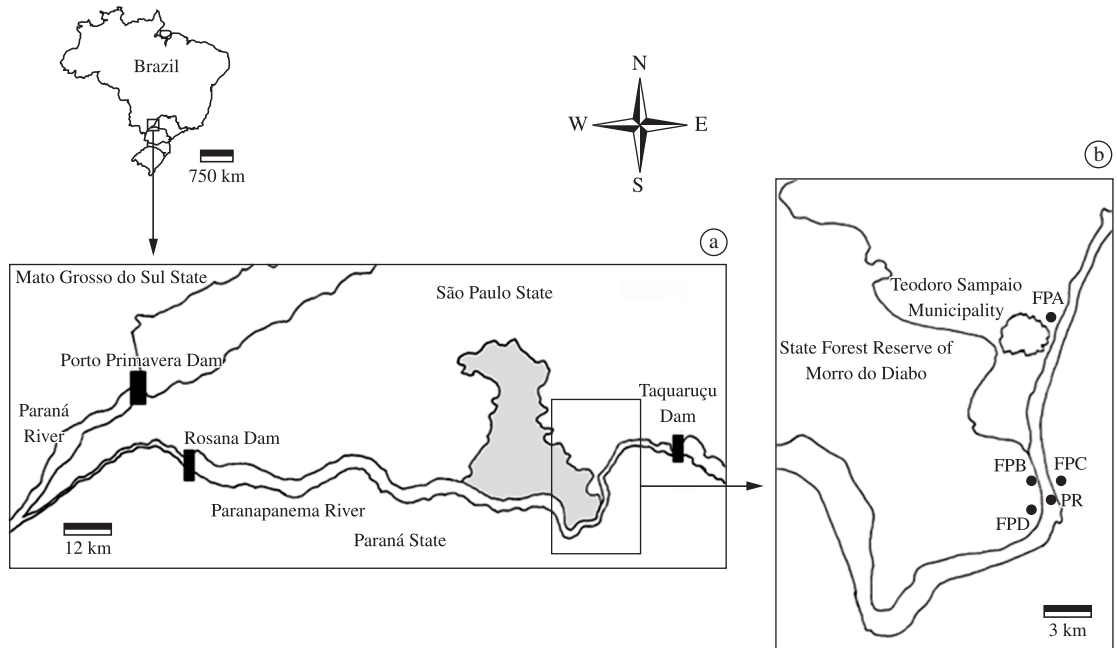 Brazil
750 km
N
W
E
S
a
Mato Grosso do Sul State
São Paulo State
Porto Primavera Dam
Paraná
River
Rosana Dam
Taquaruçu
Dam
Paranapanema River
12 km
Paraná State
b
Teodoro Sampaio
Municipality
FPA
State Forest Reserve of
Morro do Diabo
FPB
FPC
PR
FPD
3 km